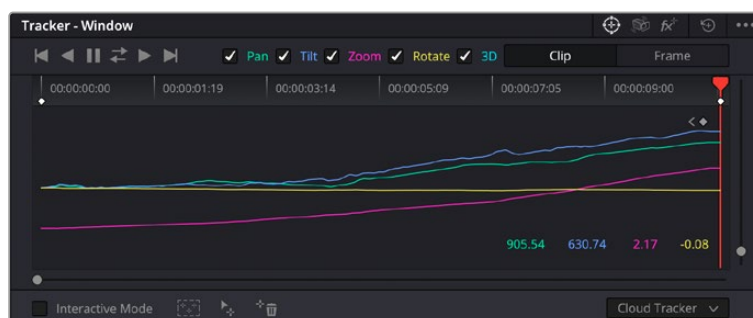 Tracker - Window
Pan Tilt Zoom Rotate 3D Clip Frame
00:00:00:00 00:00:01:19 00:00:03:14 00:00:05:09 00:00:07:05 00:00:09:00
905.54 630.74 2.17 -0.08
Interactive Mode Cloud Tracker